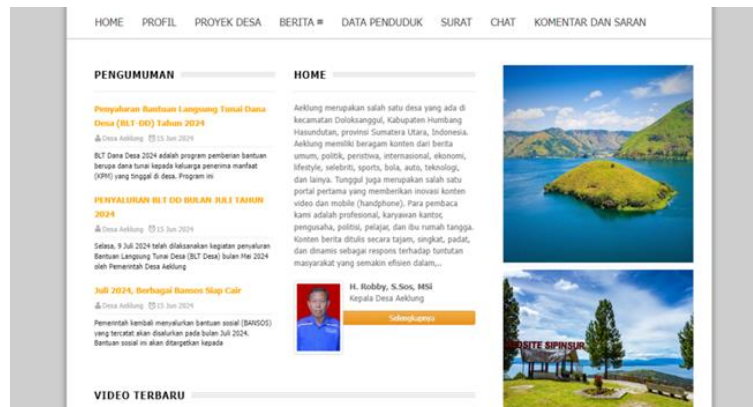 HOME PROFIL PROYEK DESA BERITA ≡ DATA PENDUDUK SURAT CHAT KOMENTAR DAN SARAN
PENGUMUMAN
Penyaluran Bantuan Langsung Tunai Dana
Desa (BLT-DD) Tahun 2024
Desa Aeklung 15 Jun 2024
BLT Dana Desa 2024 adalah program pemberian bantuan
berupa dana tunai kepada keluarga penerima manfaat
(KPM) yang tinggal di desa. Program ini
PENYALURAN BLT DD BULAN JULI TAHUN
2024
Desa Aeklung 15 Jun 2024
Selasa, 9 Juli 2024 telah dilaksanakan kegiatan penyaluran
Bantuan Langsung Tunai Desa (BLT Desa) bulan Mei 2024
oleh Pemerintah Desa Aeklung
Juli 2024, Berbagai Bansos Siap Cair
Desa Aeklung 15 Jun 2024
Pemerintah kembali menyalurkan bantuan sosial (BANSOS)
yang tercatat akan disalurkan pada bulan Juli 2024.
Bantuan sosial ini akan ditargetkan kepada
HOME
Aeklung merupakan salah satu desa yang ada di
kecamatan Doloksanggul, Kabupaten Humbang
Hasundutan, provinsi Sumatera Utara, Indonesia.
Aeklung memiliki beragam konten dari berita
umum, politik, peristiwa, internasional, ekonomi,
lifestyle, selebriti, sports, bola, auto, teknologi,
dan lainya. Tunggul juga merupakan salah satu
portal pertama yang memberikan inovasi konten
video dan mobile (handphone). Para pembaca
kami adalah profesional, karyawan kantor,
pengusaha, politisi, pelajar, dan ibu rumah tangga.
Konten berita ditulis secara tajam, singkat, padat,
dan dinamis sebagai respons terhadap tuntutan
masyarakat yang semakin efisien dalam,..
H. Robby, S.Sos, MSi
Kepala Desa Aeklung
Selengkapnya
SITE SIPINSUR
VIDEO TERBARU